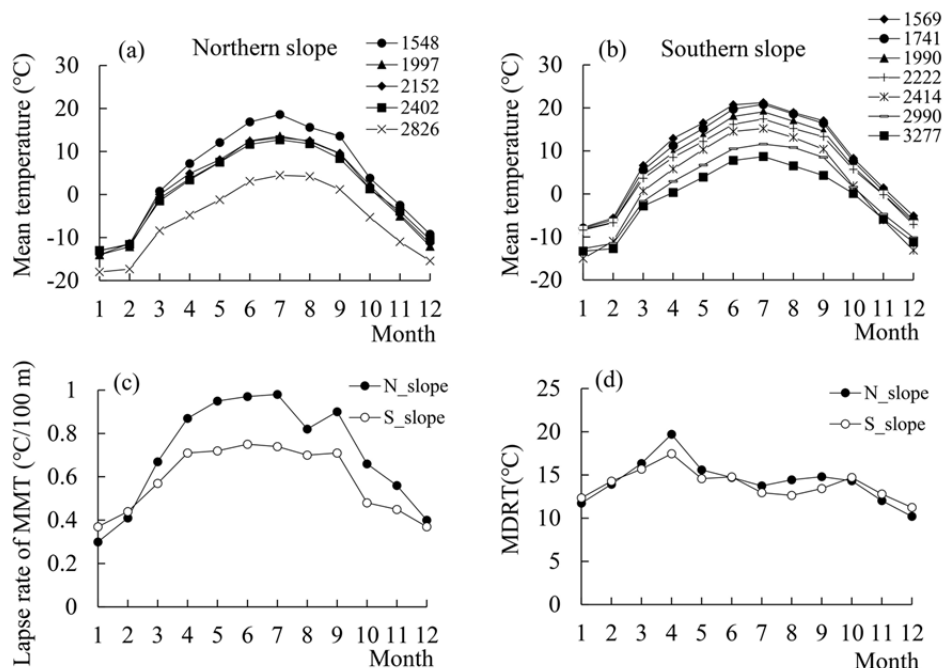 (a) Northern slope
1548
1997
2152
2402
2826
Mean temperature (℃)
30
20
10
0
-10
-20
1 2 3 4 5 6 7 8 9 10 11 12
Month
(b) Southern slope
1569
1741
1990
2222
2414
2990
3277
Mean temperature (℃)
30
20
10
0
-10
-20
1 2 3 4 5 6 7 8 9 10 11 12
Month
(c)
N_slope
S_slope
Lapse rate of MMT (℃/100 m)
1
0.8
0.6
0.4
0.2
0
1 2 3 4 5 6 7 8 9 10 11 12
Month
(d)
N_slope
S_slope
MDRT(℃)
25
20
15
10
5
0
1 2 3 4 5 6 7 8 9 10 11 12
Month